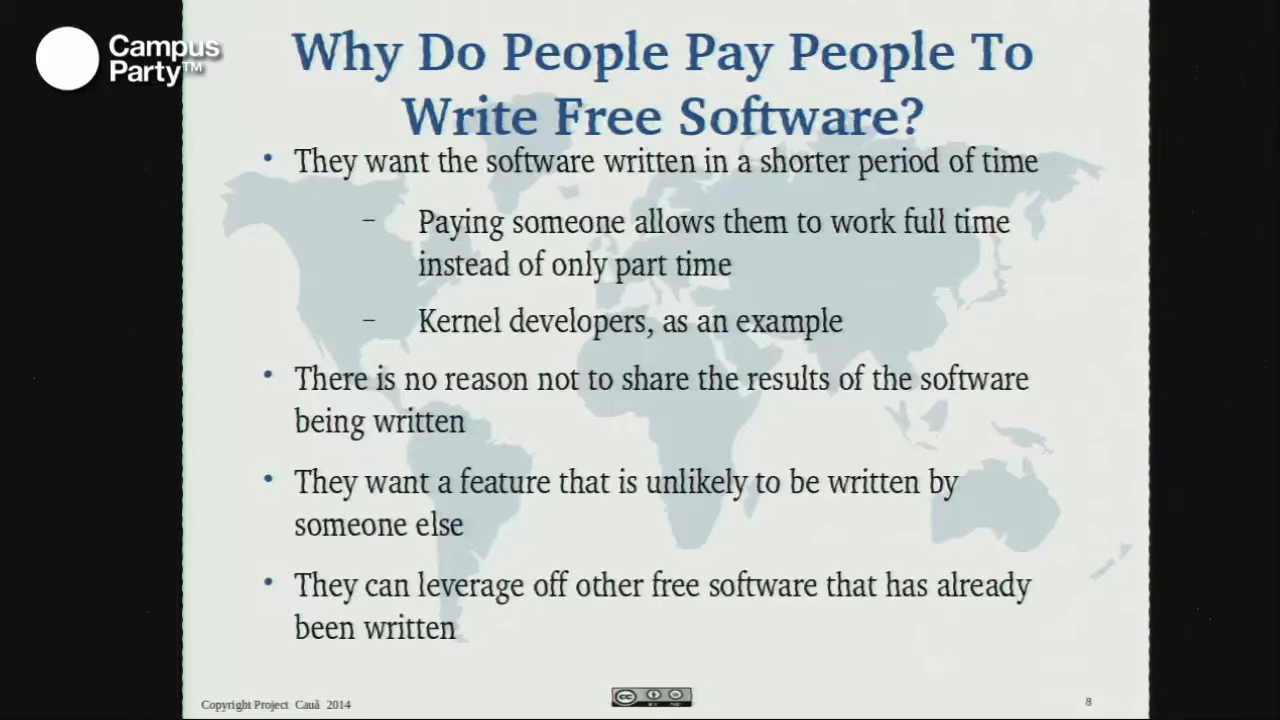 Campus
Party™
Why Do People Pay People To
Write Free Software?
• They want the software written in a shorter period of time
– Paying someone allows them to work full time
instead of only part time
– Kernel developers, as an example
• There is no reason not to share the results of the software
being written
• They want a feature that is unlikely to be written by
someone else
• They can leverage off other free software that has already
been written
Copyright Project Cauã 2014
cc
8